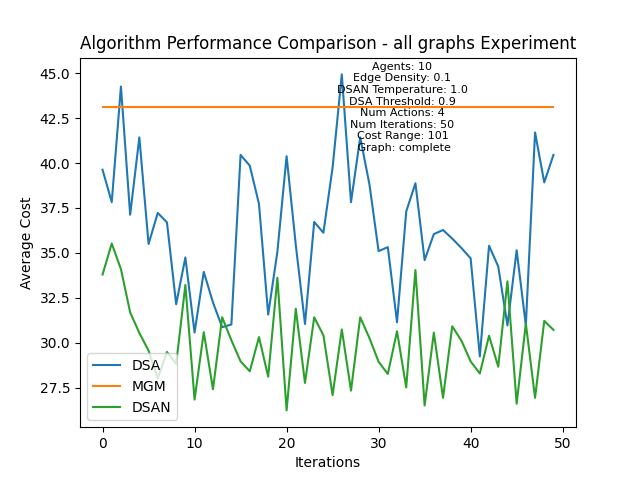 Algorithm Performance Comparison - all graphs Experiment
Agents: 10
Edge Density: 0.1
DSAN Temperature: 1.0
DSA Threshold: 0.9
Num Actions: 4
Num Iterations: 50
Cost Range: 101
Graph: complete
Average Cost
45.0
42.5
40.0
37.5
35.0
32.5
30.0
27.5
DSA
MGM
DSAN
0
10
20
30
40
50
Iterations